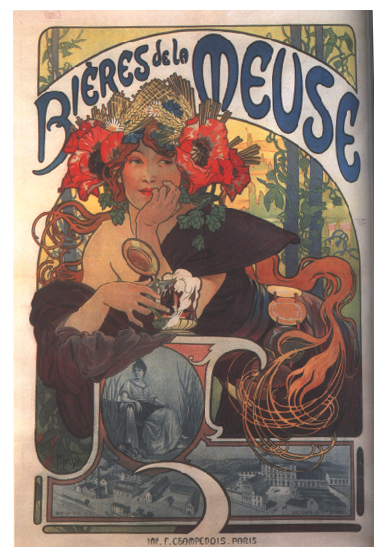 BIÈRES de la MEUSE
IMP. F. CHAMPENOIS. PARIS